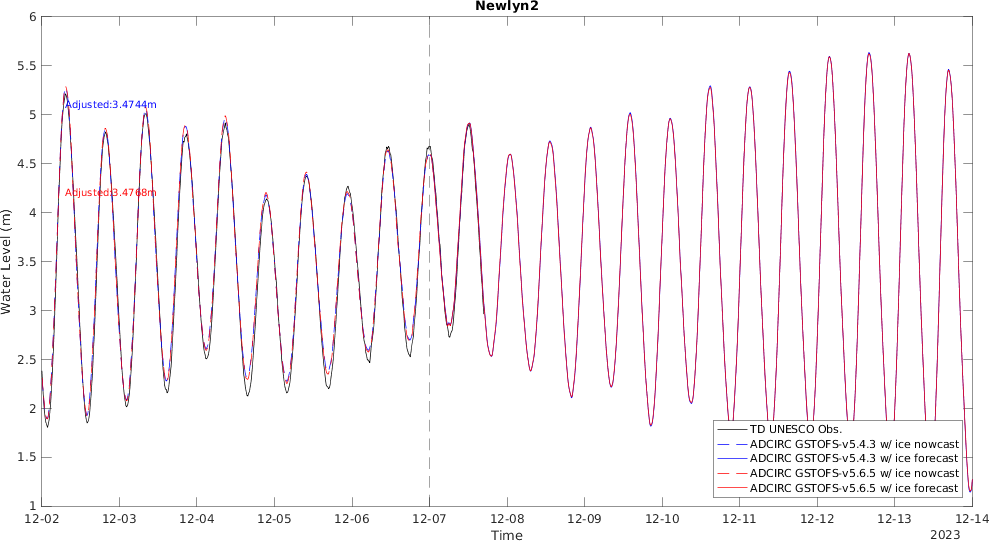 Newlyn2
6
5.5
5
4.5
4
3.5
3
2.5
2
1.5
1
Water Level (m)
Adjusted:3.4744m
Adjusted:3.4768m
TD UNESCO Obs.
ADCIRC GSTOFS-v5.4.3 w/ ice nowcast
ADCIRC GSTOFS-v5.4.3 w/ ice forecast
ADCIRC GSTOFS-v5.6.5 w/ ice nowcast
ADCIRC GSTOFS-v5.6.5 w/ ice forecast
12-02 12-03 12-04 12-05 12-06 12-07 12-08 12-09 12-10 12-11 12-12 12-13 12-14
Time
2023